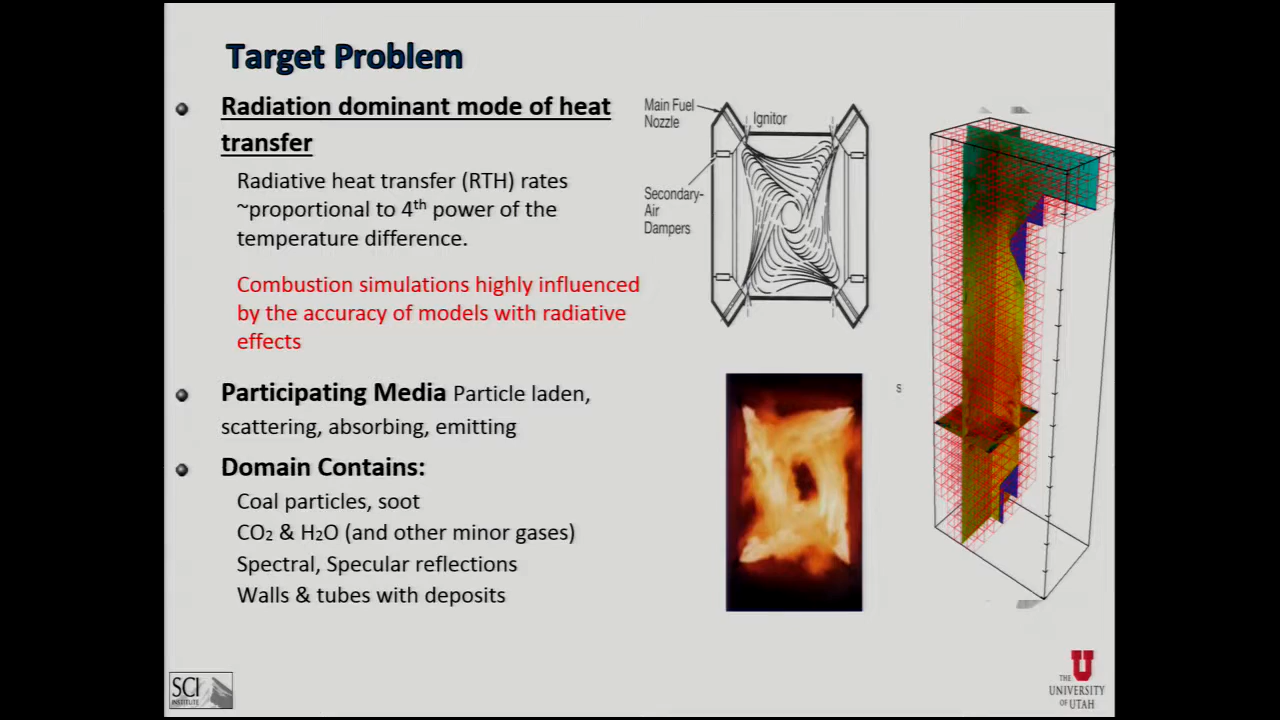 Target Problem
Radiation dominant mode of heat
transfer
Radiative heat transfer (RTH) rates
~proportional to 4th power of the
temperature difference.
Combustion simulations highly influenced
by the accuracy of models with radiative
effects
Participating Media Particle laden,
scattering, absorbing, emitting
Domain Contains:
Coal particles, soot
CO₂ & H₂O (and other minor gases)
Spectral, Specular reflections
Walls & tubes with deposits
Main Fuel
Nozzle
Ignitor
Secondary-
Air
Dampers
s
SCI
INSTITUTE
THE
UNIVERSITY
OF UTAH